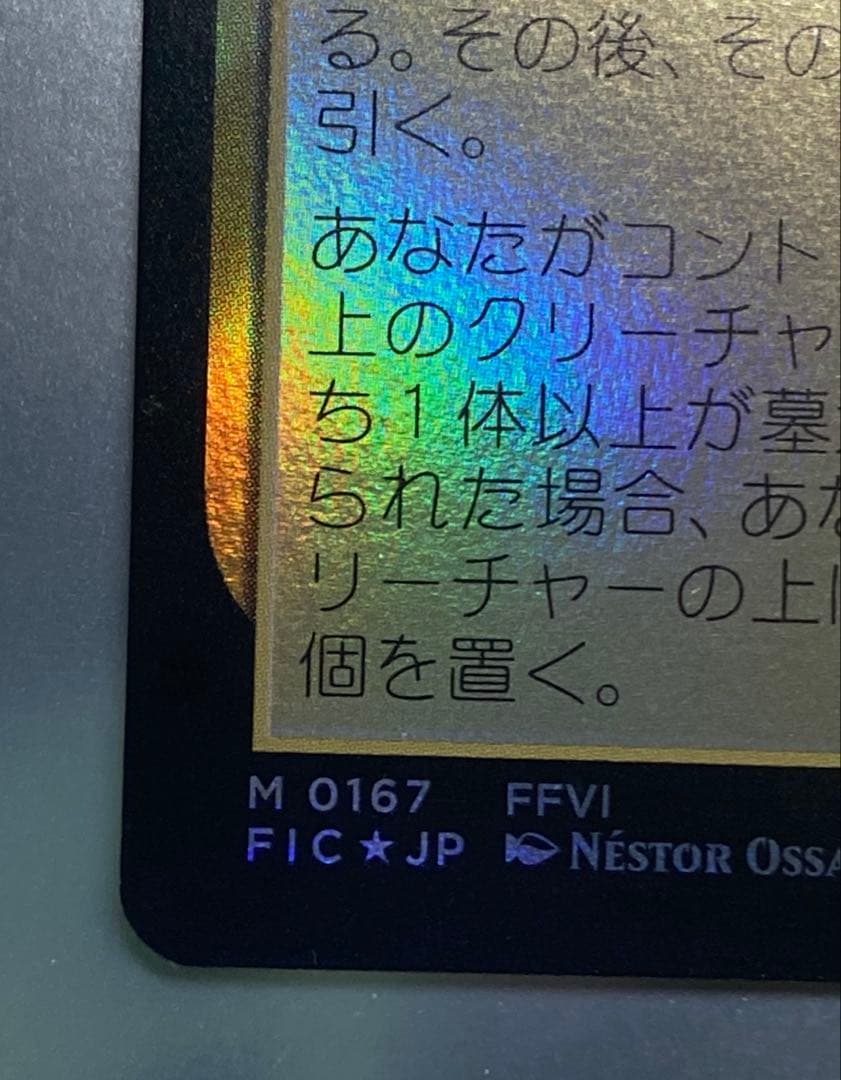 る。その後、その
引く。
あなたがコント
上のクリーチャ
ち1体以上が墓
られた場合、あな
リーチャーの上に
個を置く。
M 0167 FFVI
FIC★JP NÉSTOR OSSA